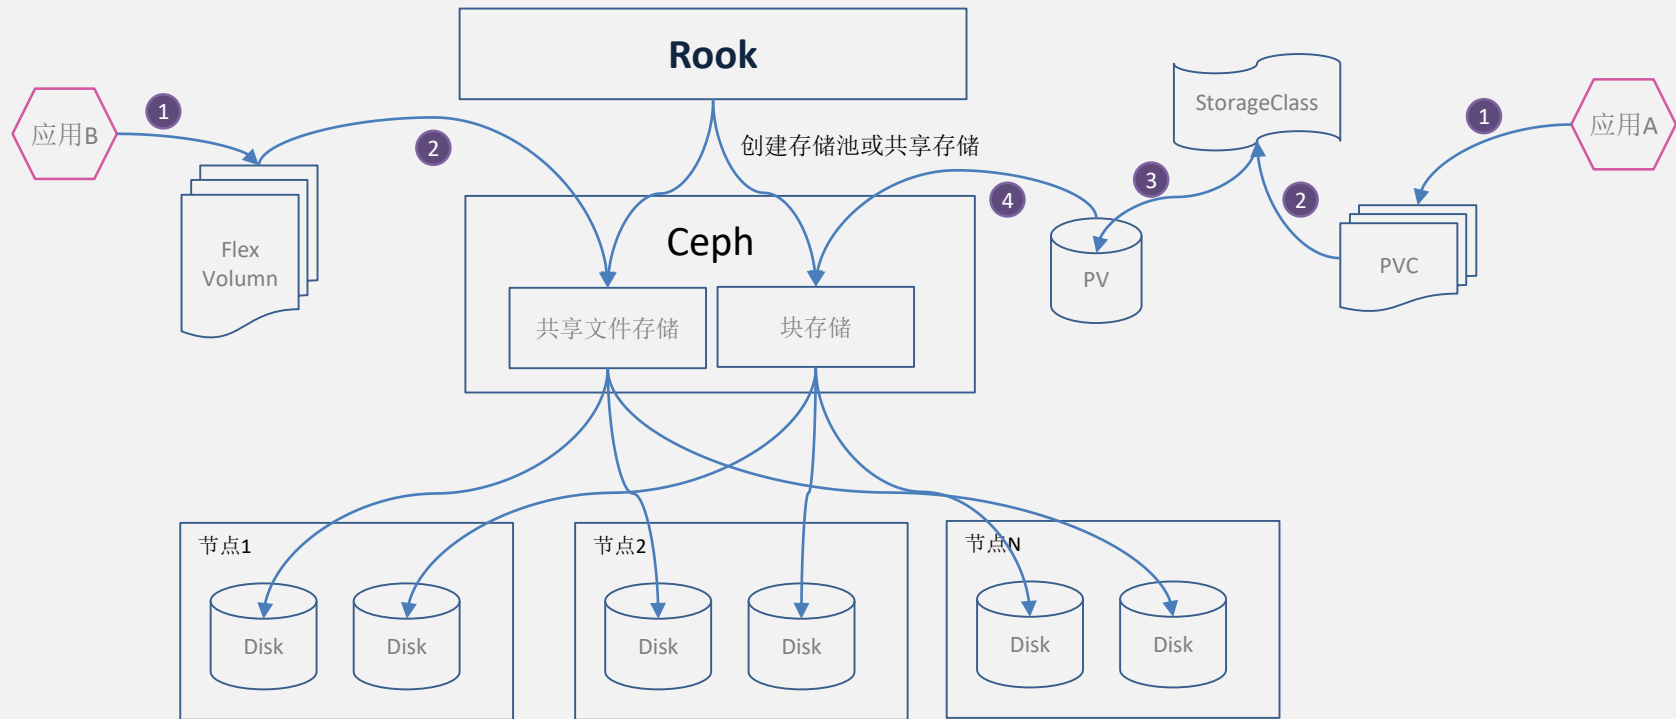 Rook
应用B
1
2
创建存储池或共享存储
StorageClass
1
应用A
3
4
2
Flex
Volumn
Ceph
PV
PVC
共享文件存储
块存储
节点1
节点2
节点N
Disk
Disk
Disk
Disk
Disk
Disk